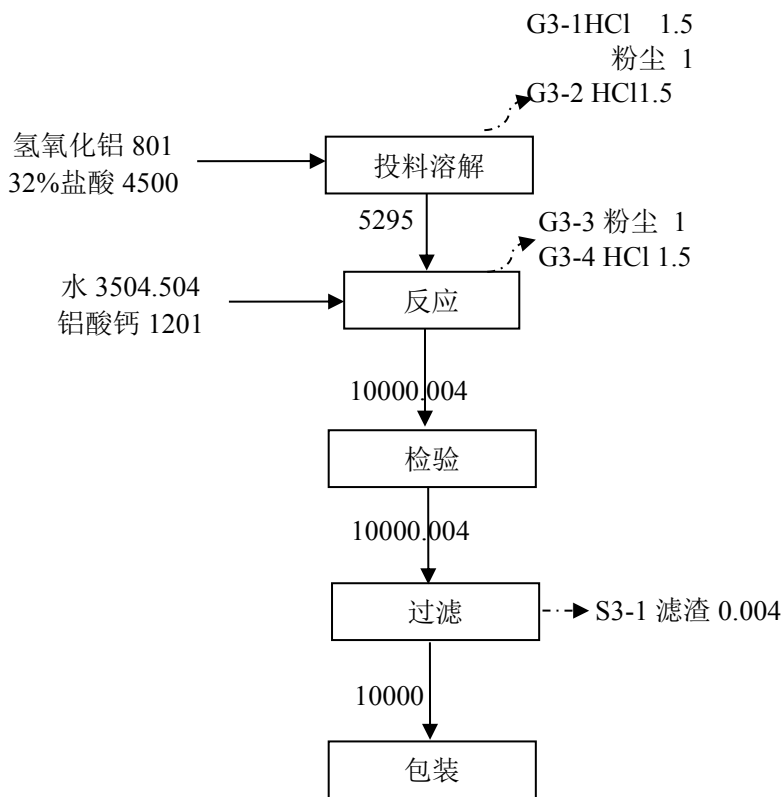 G3-1HCl 1.5
粉尘 1
G3-2 HCl1.5
氢氧化铝 801
32%盐酸 4500
投料溶解
5295
G3-3 粉尘 1
G3-4 HCl 1.5
水 3504.504
铝酸钙 1201
反应
10000.004
检验
10000.004
过滤
S3-1 滤渣 0.004
10000
包装